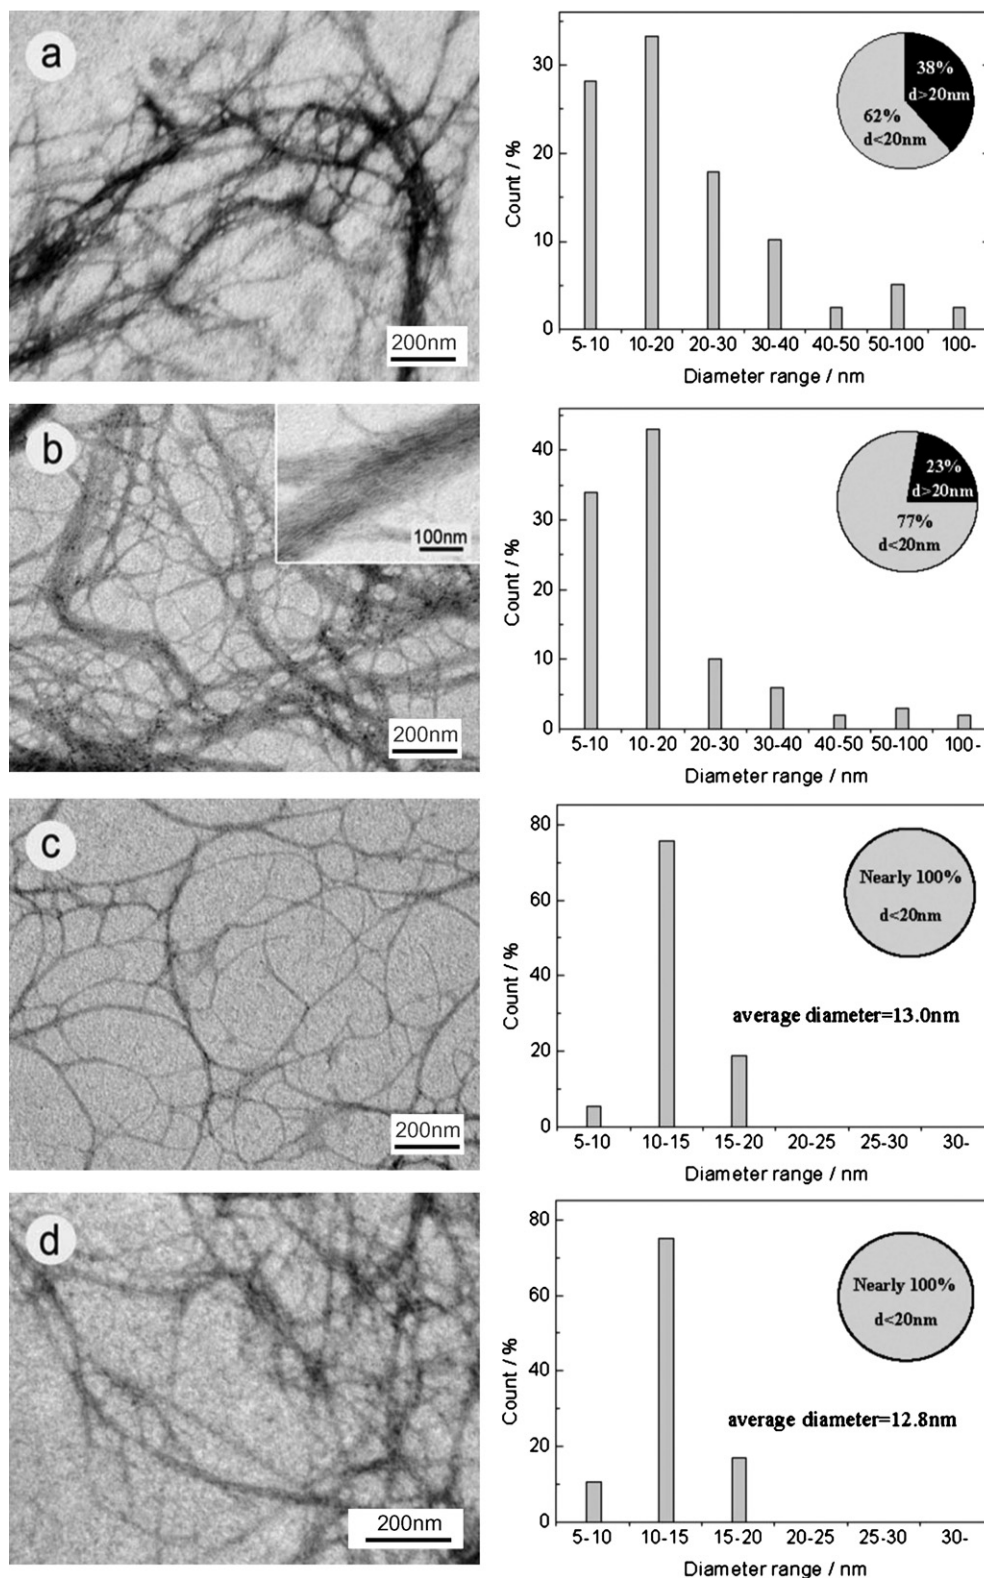 a
200nm
Count / %
30
20
10
0
38%
d>20nm
62%
d<20nm
5-10 10-20 20-30 30-40 40-50 50-100 100-
Diameter range / nm
b
100nm
200nm
Count / %
40
30
20
10
0
23%
d>20nm
77%
d<20nm
5-10 10-20 20-30 30-40 40-50 50-100 100-
Diameter range / nm
c
200nm
Count / %
80
60
40
20
0
Nearly 100%
d<20nm
average diameter=13.0nm
5-10 10-15 15-20 20-25 25-30 30-
Diameter range / nm
d
200nm
Count / %
80
60
40
20
0
Nearly 100%
d<20nm
average diameter=12.8nm
5-10 10-15 15-20 20-25 25-30 30-
Diameter range / nm